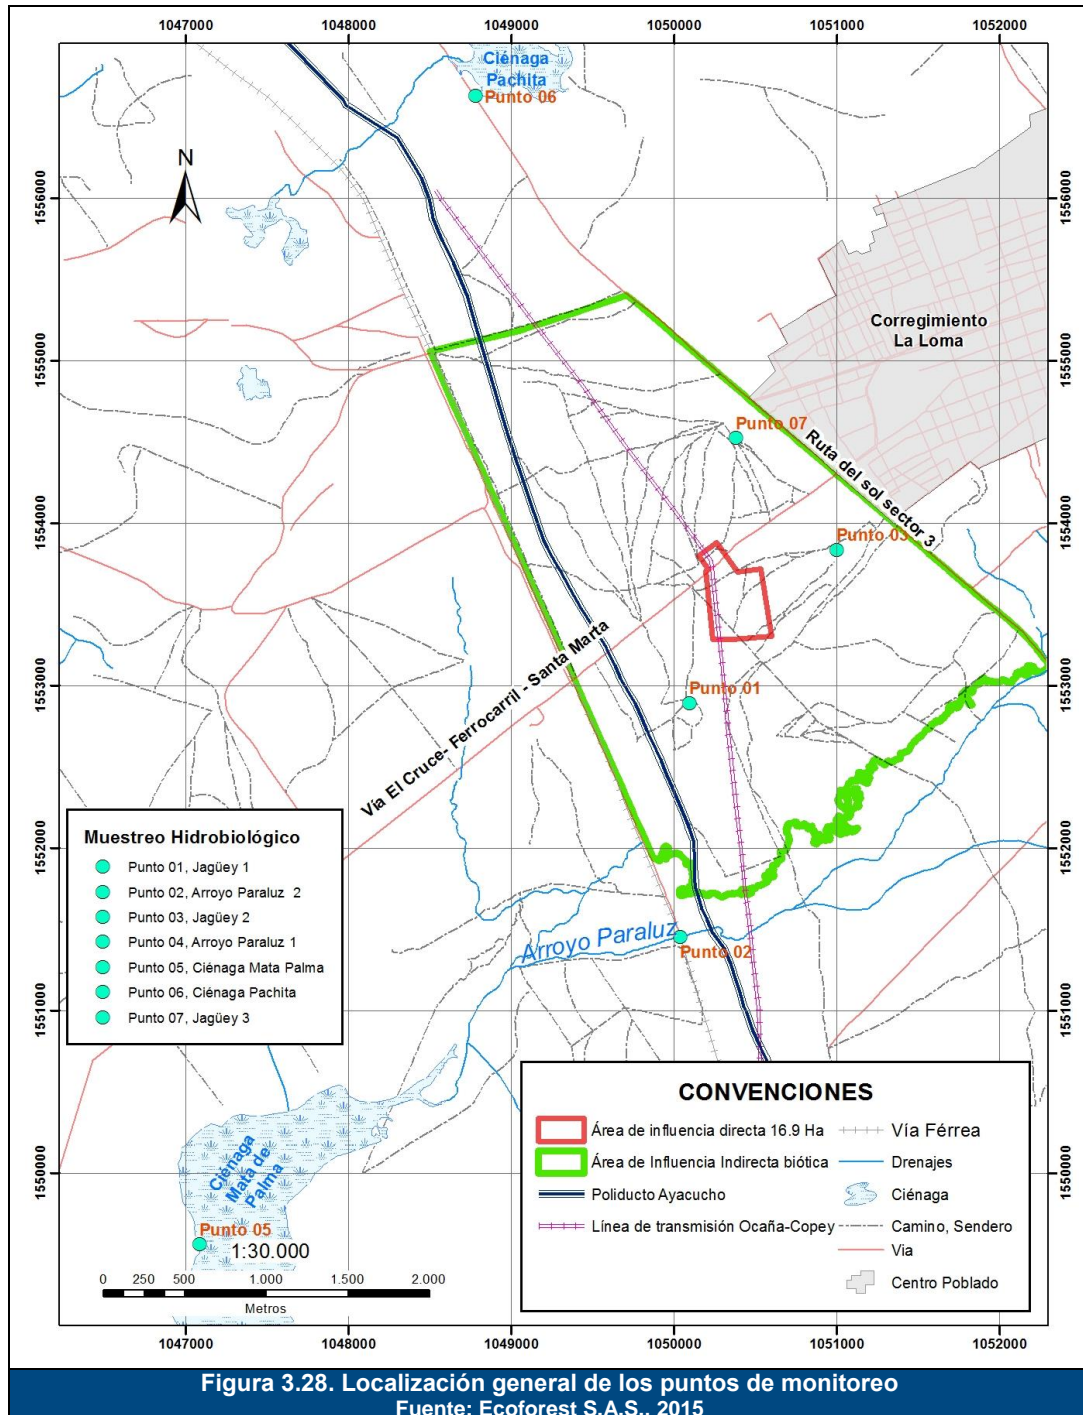 1047000 1048000 1049000 1050000 1051000 1052000
Ciénaga
Pachita
Punto 06
N
1556000 1556000
Corregimiento
La Loma
1555000 1555000
Punto 07
Ruta del sol sector 3
1554000 1554000
Punto 03
Vía El Cruce- Ferrocarril - Santa Marta
1553000 1553000
Punto 01
1552000 1552000
Muestreo Hidrobiológico
Punto 01, Jagüey 1
Punto 02, Arroyo Paraluz 2
Punto 03, Jagüey 2
Punto 04, Arroyo Paraluz 1
Punto 05, Ciénaga Mata Palma
Punto 06, Ciénaga Pachita
Punto 07, Jagüey 3
Arroyo Paraluz
Punto 02
1551000 1551000
CONVENCIONES
Área de influencia directa 16.9 Ha
Área de Influencia Indirecta biótica
Poliducto Ayacucho
Línea de transmisión Ocaña-Copey
Vía Férrea
Drenajes
Ciénaga
Camino, Sendero
Via
Centro Poblado
1550000 1550000
Ciénaga
Mata de
Palma
Punto 05
1:30.000
0 250 500 1.000 1.500 2.000
Metros
1047000 1048000 1049000 1050000 1051000 1052000
Figura 3.28. Localización general de los puntos de monitoreo
Fuente: Ecoforest S.A.S., 2015